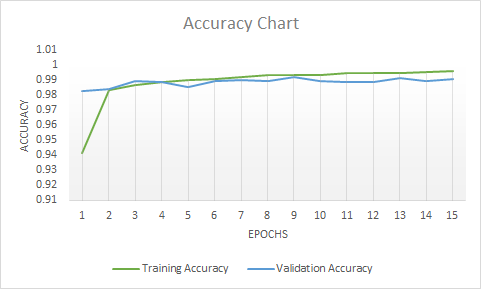 Accuracy Chart
1.01
1
0.99
0.98
0.97
0.96
0.95
0.94
0.93
0.92
0.91
ACCURACY
1 2 3 4 5 6 7 8 9 10 11 12 13 14 15
EPOCHS
Training Accuracy Validation Accuracy